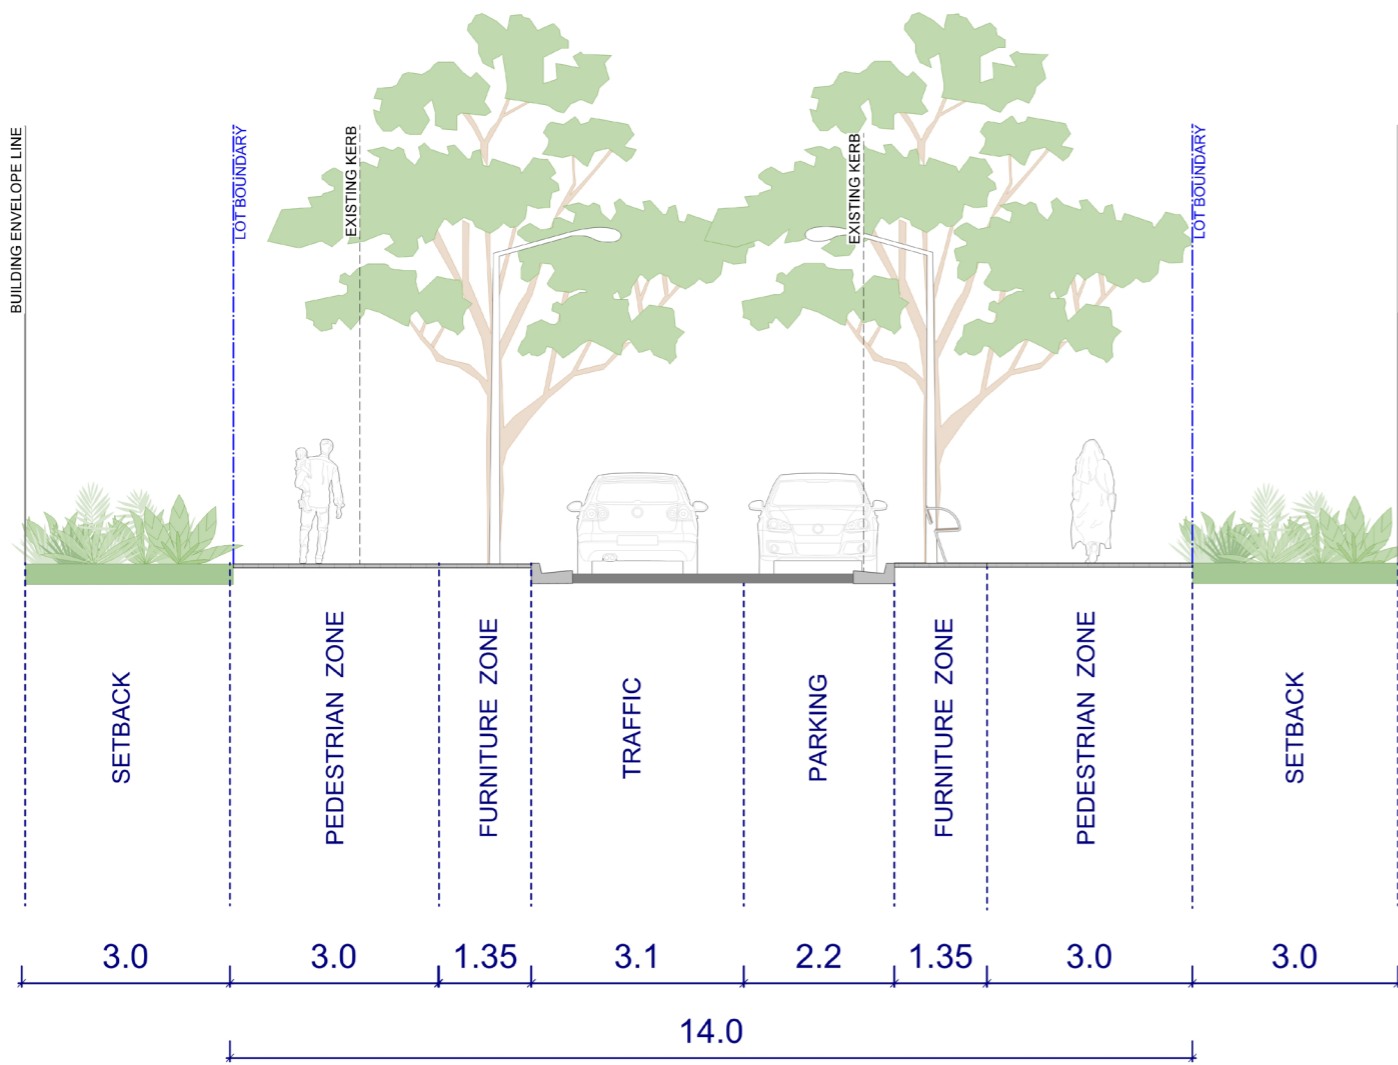 BUILDING ENVELOPE LINE
LOT BOUNDARY
EXISTING KERB
EXISTING KERB
LOT BOUNDARY
SETBACK
PEDESTRIAN ZONE
FURNITURE ZONE
TRAFFIC
PARKING
FURNITURE ZONE
PEDESTRIAN ZONE
SETBACK
3.0 3.0 1.35 3.1 2.2 1.35 3.0 3.0
14.0